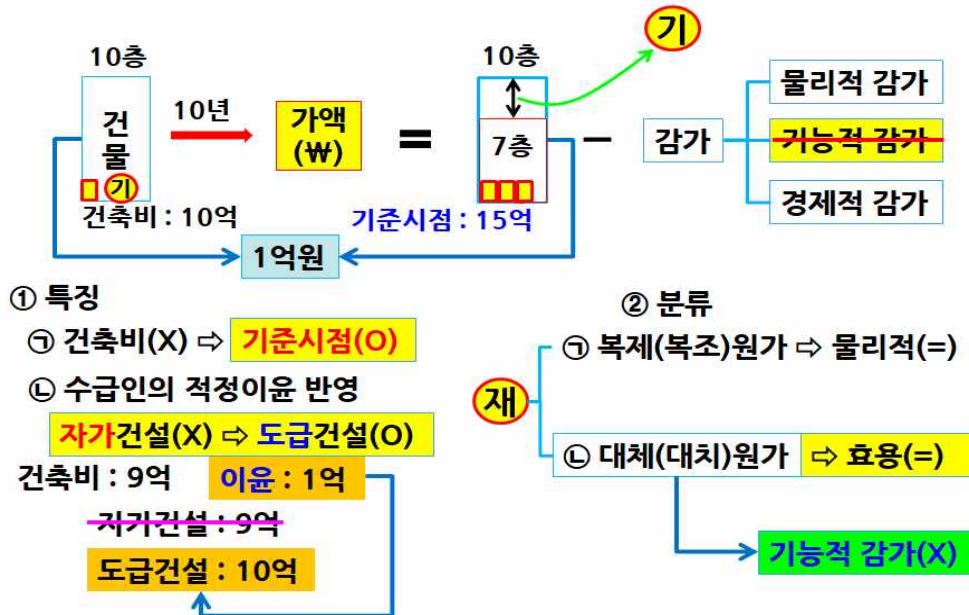 기
10층
10층
물리적 감가
건물
10년
가액
(₩)
=
7층
−
감가
기능적 감가
기
경제적 감가
건축비 : 10억
기준시점 : 15억
1억원
① 특징
② 분류
㉠ 건축비(X) ⇨ 기준시점(O)
㉠ 복제(복조)원가 ⇨ 물리적(=)
㉡ 수급인의 적정이윤 반영
재
자가건설(X) ⇨ 도급건설(O)
㉡ 대체(대치)원가 ⇨ 효용(=)
건축비 : 9억 이윤 : 1억
자가건설 : 9억
기능적 감가(X)
도급건설 : 10억